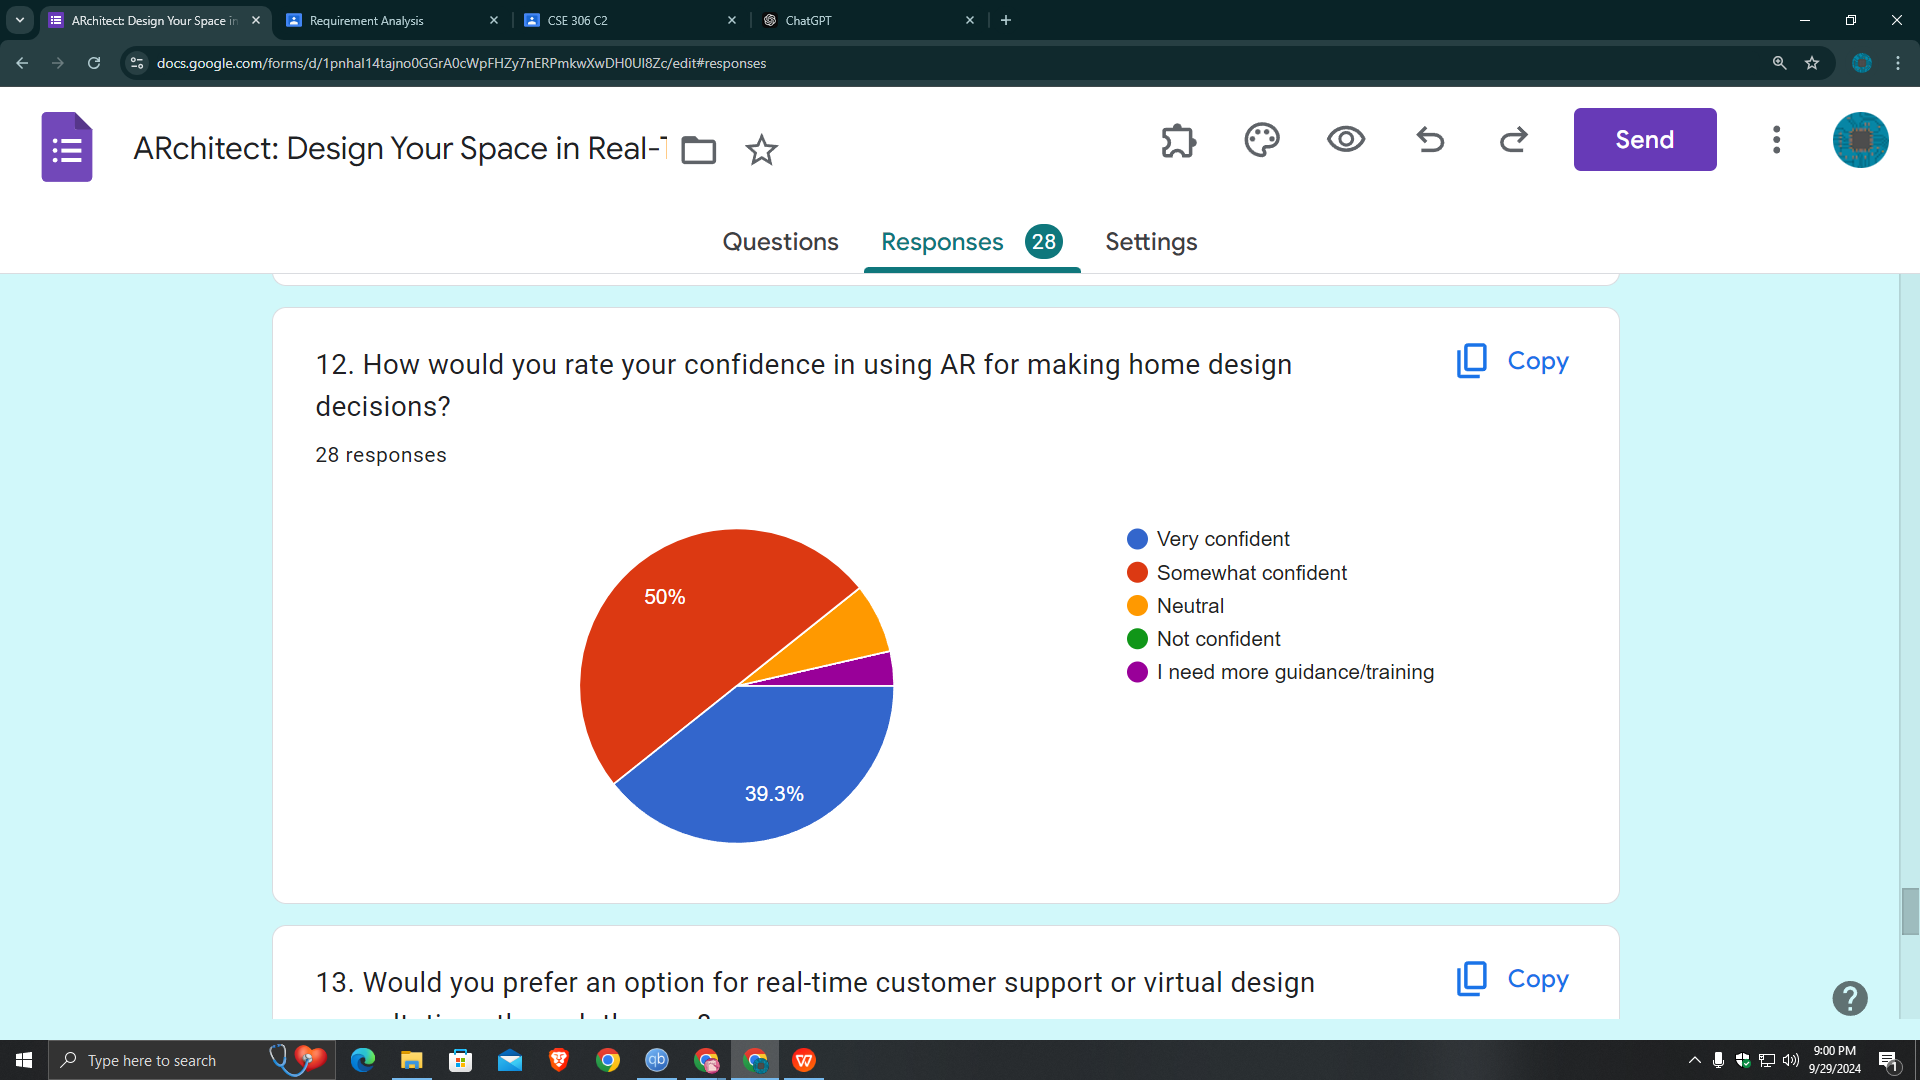 ARchitect: Design Your Space in
Requirement Analysis
CSE 306 C2
ChatGPT
docs.google.com/forms/d/1pnhal14tajno0GGrA0cWpFHZy7nERPmkwXwDH0UI8Zc/edit#responses
ARchitect: Design Your Space in Real-T
Send
Questions
Responses 28
Settings
12. How would you rate your confidence in using AR for making home design
decisions?
Copy
28 responses
50%
39.3%
Very confident
Somewhat confident
Neutral
Not confident
I need more guidance/training
13. Would you prefer an option for real-time customer support or virtual design
Copy
Type here to search
qb
9:00 PM
9/29/2024
1